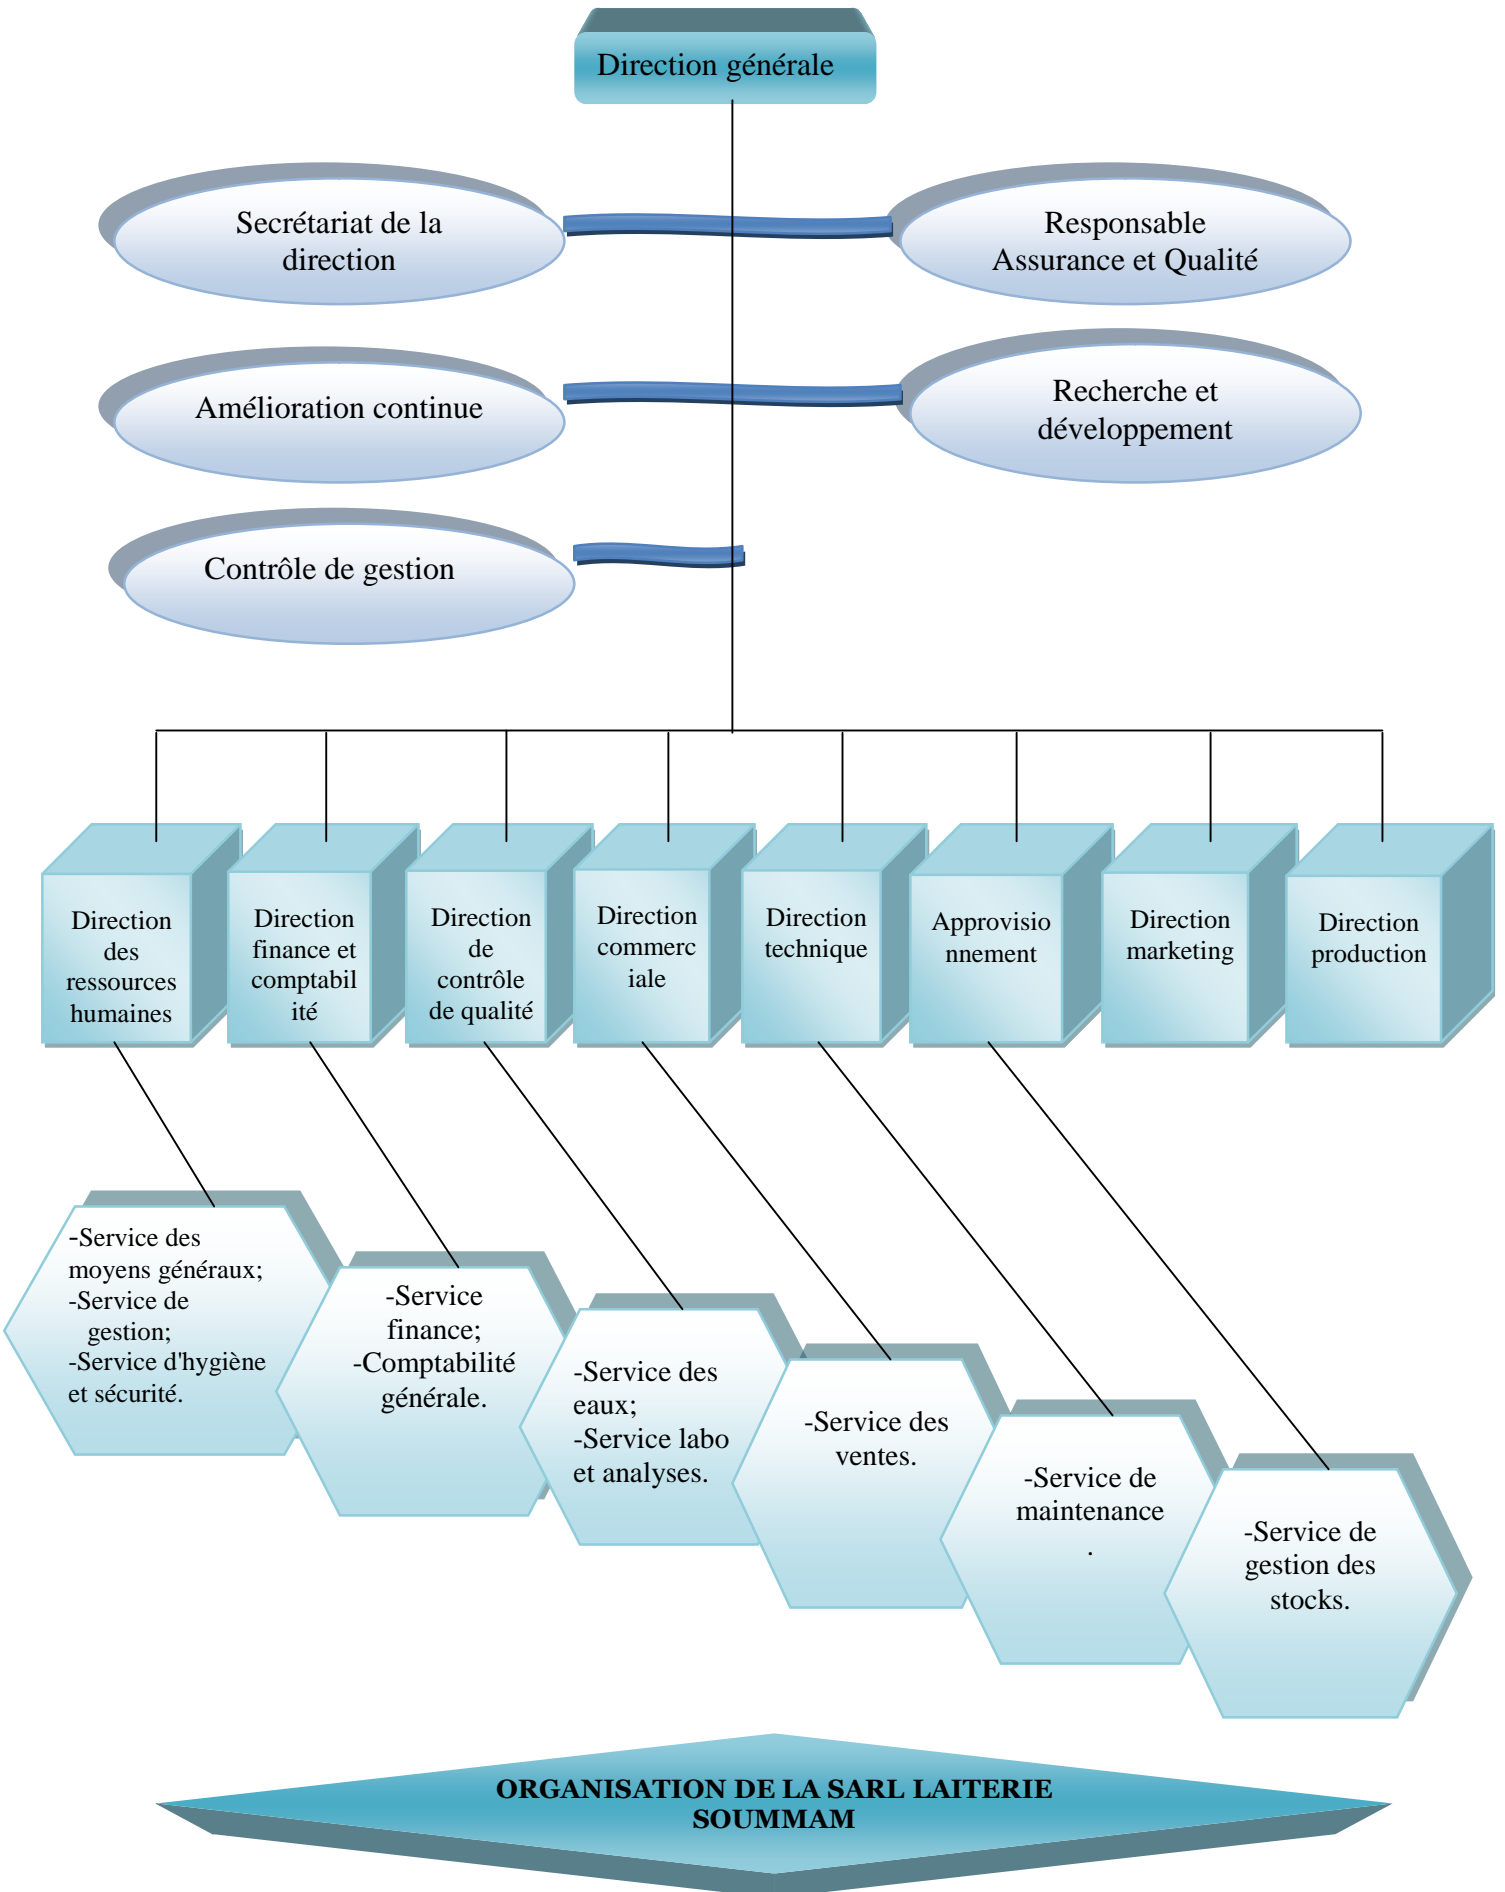 Direction générale
Secrétariat de la
direction
Responsable
Assurance et Qualité
Amélioration continue
Recherche et
développement
Contrôle de gestion
Direction
des
ressources
humaines
Direction
finance et
comptabil
ité
Direction
de
contrôle
de qualité
Direction
commerc
iale
Direction
technique
Approvisio
nnement
Direction
marketing
Direction
production
-Service des
moyens généraux;
-Service de
gestion;
-Service d'hygiène
et sécurité.
-Service
finance;
-Comptabilité
générale.
-Service des
eaux;
-Service labo
et analyses.
-Service des
ventes.
-Service de
maintenance
.
-Service de
gestion des
stocks.
ORGANISATION DE LA SARL LAITERIE
SOUMMAM